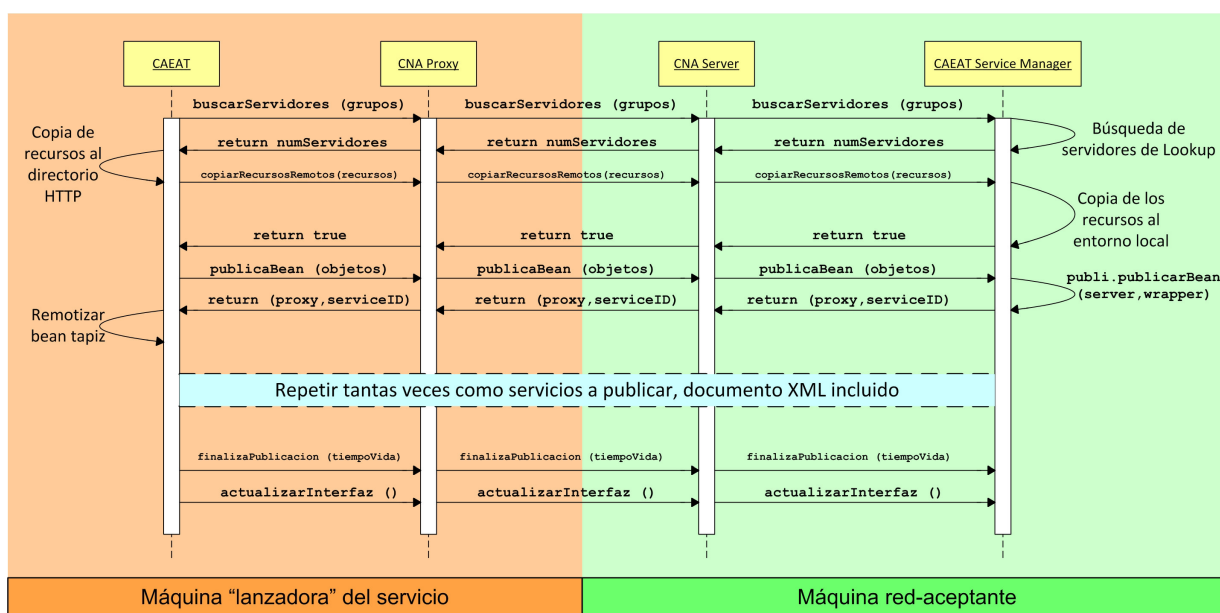 CAEAT
CNA Proxy
CNA Server
CAEAT Service Manager
buscarServidores (grupos)
buscarServidores (grupos)
buscarServidores (grupos)
Copia de
recursos al
directorio
HTTP
Búsqueda de
servidores de Lookup
return numServidores
return numServidores
return numServidores
copiarRecursosRemotos(recursos)
copiarRecursosRemotos(recursos)
copiarRecursosRemotos(recursos)
Copia de los
recursos al
entorno local
return true
return true
return true
publicaBean (objetos)
publicaBean (objetos)
publicaBean (objetos)
publi.publicarBean
(server,wrapper)
return (proxy,serviceID)
return (proxy,serviceID)
return (proxy,serviceID)
Remotizar
bean tapiz
Repetir tantas veces como servicios a publicar, documento XML incluido
finalizaPublicacion (tiempoVida)
finalizaPublicacion (tiempoVida)
finalizaPublicacion (tiempoVida)
actualizarInterfaz ()
actualizarInterfaz ()
actualizarInterfaz ()
Máquina “lanzadora” del servicio
Máquina red-aceptante